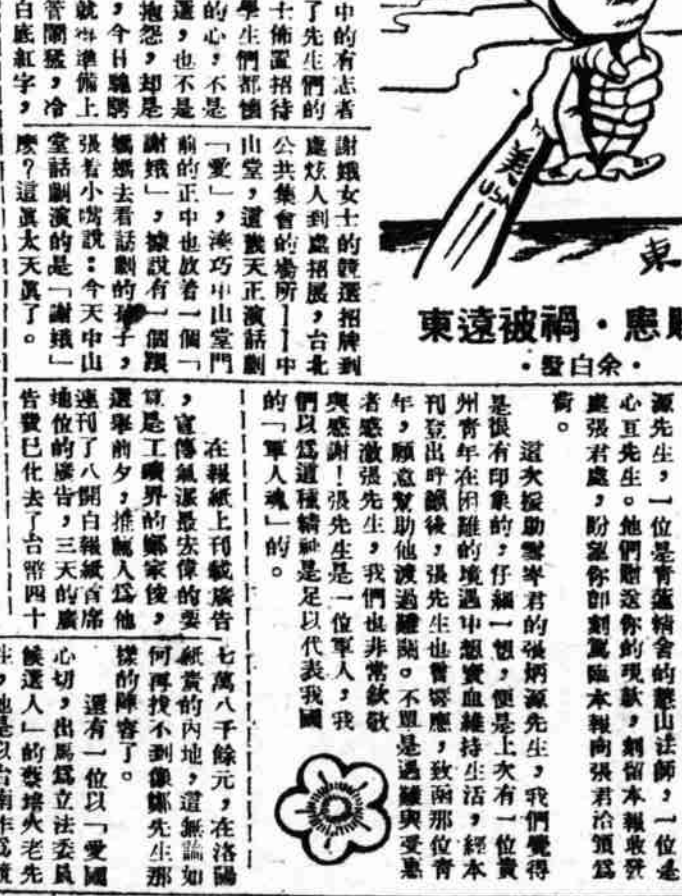 東
患・禍被遠東
・余白・
中的有志者
了先生們的
士佈置招待
學生們都懷
的心,不是
選,也不是
抱怨,却是
,今日
就得準備上
管鬧猛,冷
白底紅字,
謝娥女士的競選招牌到
處炫人到處招展,台北
公共集會的場所——中
山堂,這幾天正演話劇
「愛」,湊巧中山堂門
前的正中也放着一個「
謝娥」,據說有一個跟
媽媽去看話劇的孩子,
張着小嘴說:今天中山
堂話劇演的是「謝娥」
麼?這眞太天眞了。
源先生,一位是青蓮精舍的慧山法師,一位是
心互先生。他們贈送你的現款,刻留本報發
處張君處,盼望你卽刻駕臨本報向張君洽領爲
荷。
這次援助雪岑君的張炳源先生,我們覺得
是很有印象的,仔細一想,便是上次有一位貴
州青年在困難的境遇中想賣血維持生活,經本
刊登出呼籲後,張先生也曾響應,致函那位青
年,願意幫助他渡過難關。不單是過難與受惠
者感激張先生,我們也非常欽敬
與感謝!張先生是一位軍人,我
們以爲這種精神是足以代表我國
的「軍人魂」的。
在報紙上刊載廣告
,宣傳氣派最宏偉的要
算是工礦界的鄭家俊,
選舉前夕,推薦人爲他
連刊了八開白報紙首席
地位的廣告,三天的廣
告費已化去了台幣四十
七萬八千餘元,在洛陽
紙貴的內地,這無論如
何再找不到像鄭先生那
樣的陣容了。
還有一位以「愛國
心切,出馬爲立法委員
候選人」的蔡培火老先
生,他是以台南作爲競